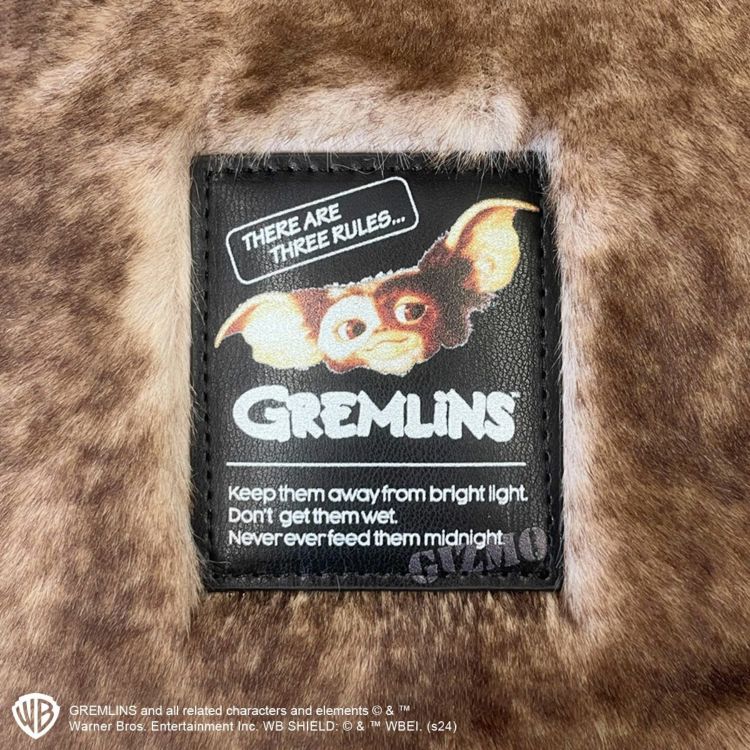 THERE ARE
THREE RULES...
GREMLiNS™
Keep them away from bright light.
Don't get them wet.
Never ever feed them midnight.
GIZMO
WB
GREMLINS and all related characters and elements © & ™
Warner Bros. Entertainment Inc. WB SHIELD: © & ™ WBEI. (s24)